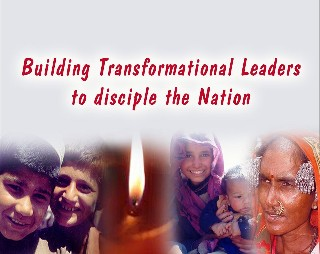 Building Transformational Leaders
to disciple the Nation